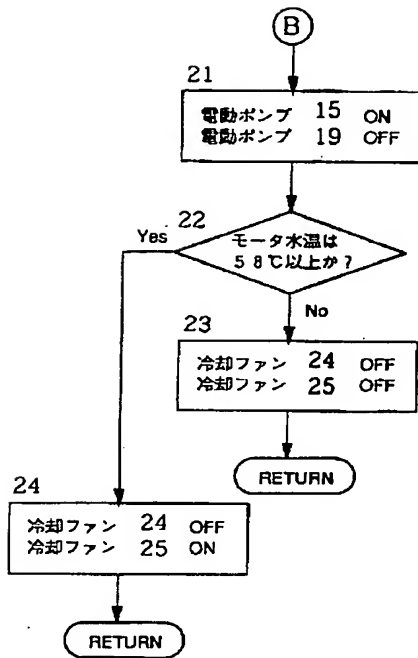 B
21
電動ポンプ 15 ON
電動ポンプ 19 OFF
22
Yes
モータ水温は
58℃以上か?
No
23
冷却ファン 24 OFF
冷却ファン 25 OFF
RETURN
24
冷却ファン 24 OFF
冷却ファン 25 ON
RETURN